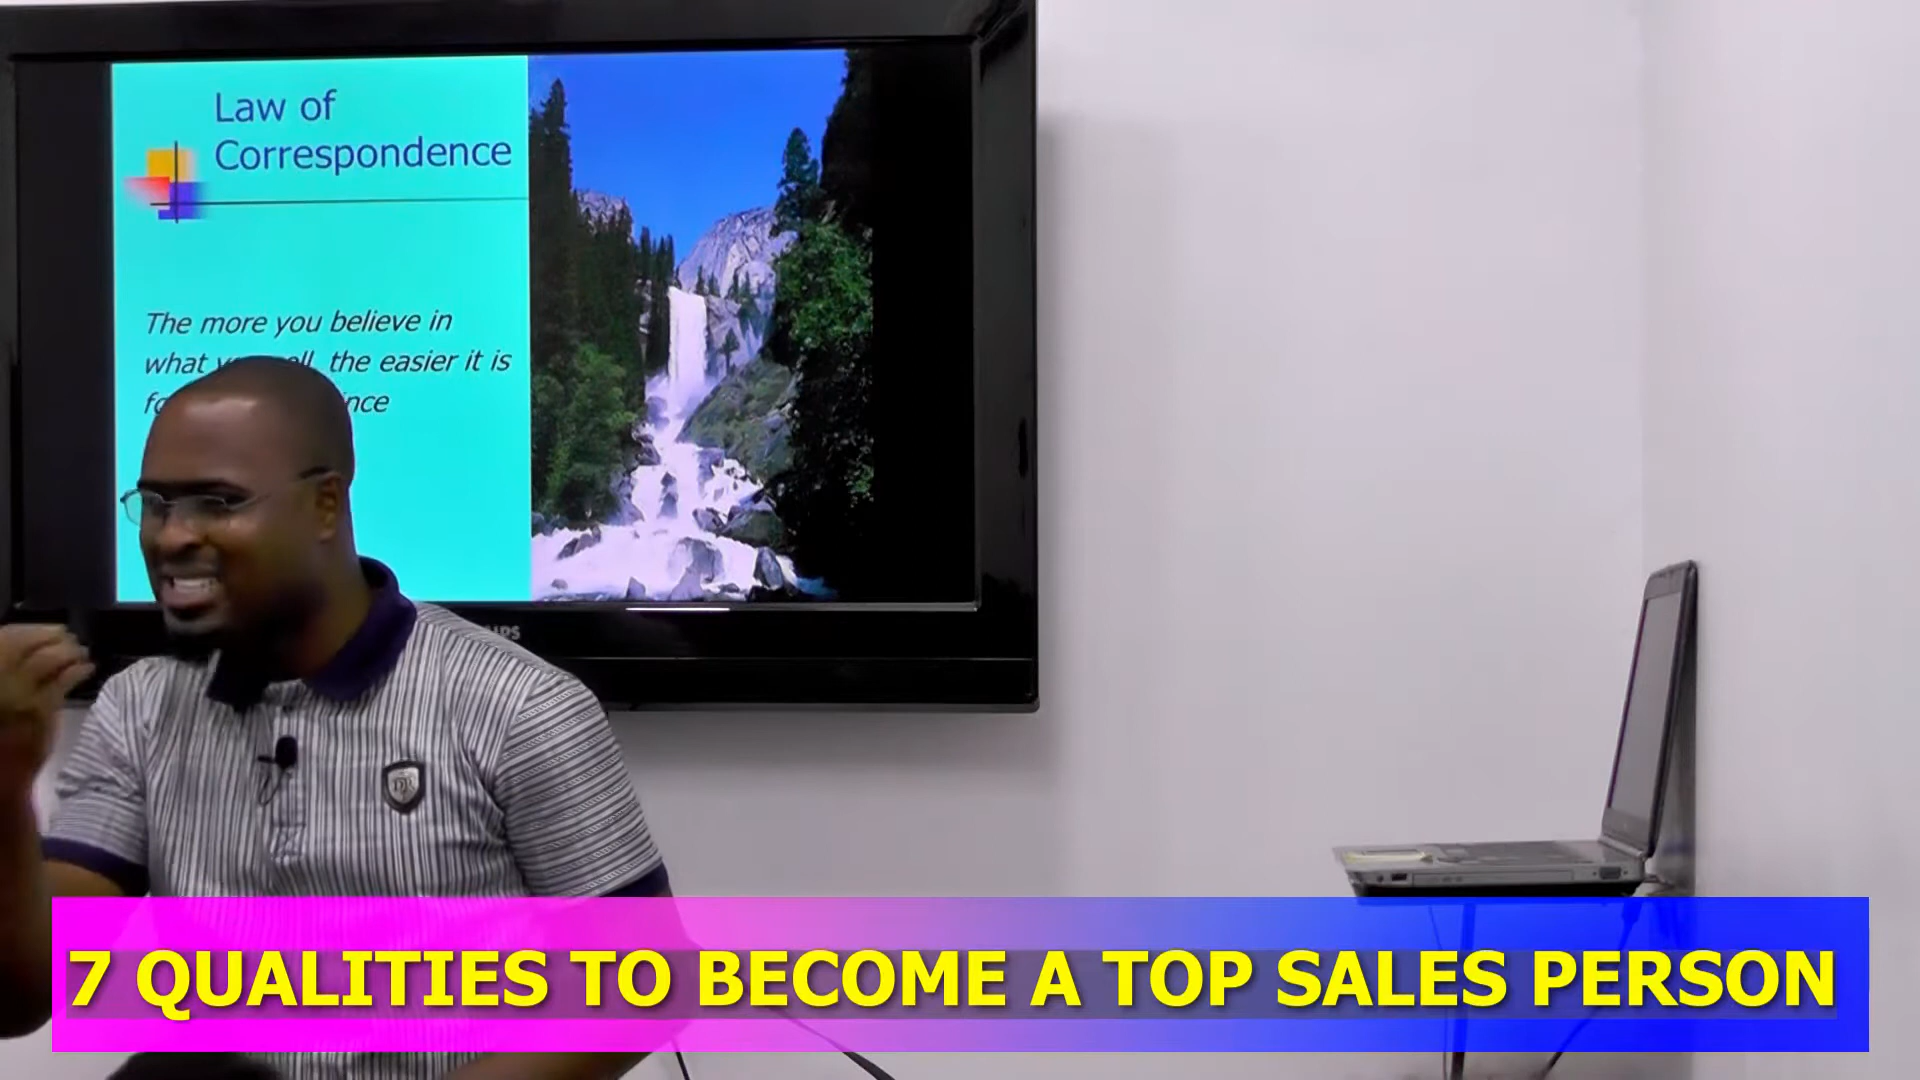 Law of
Correspondence
The more you believe in
what the easier it is
7 QUALITIES TO BECOME A TOP SALES PERSON